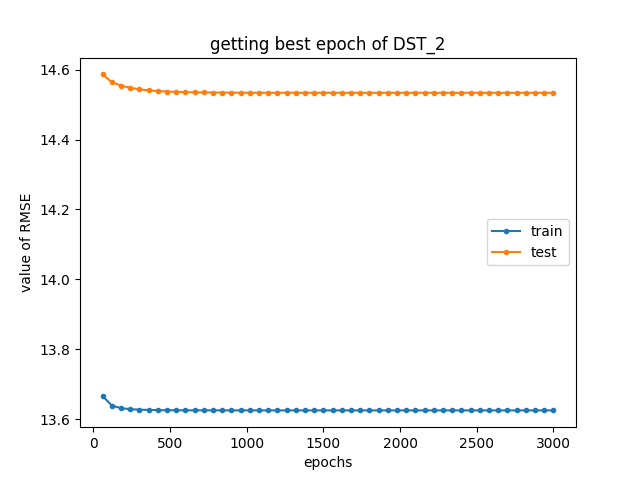 getting best epoch of DST_2
value of RMSE
14.6
14.4
14.2
14.0
13.8
13.6
train
test
0
500
1000
1500
2000
2500
3000
epochs